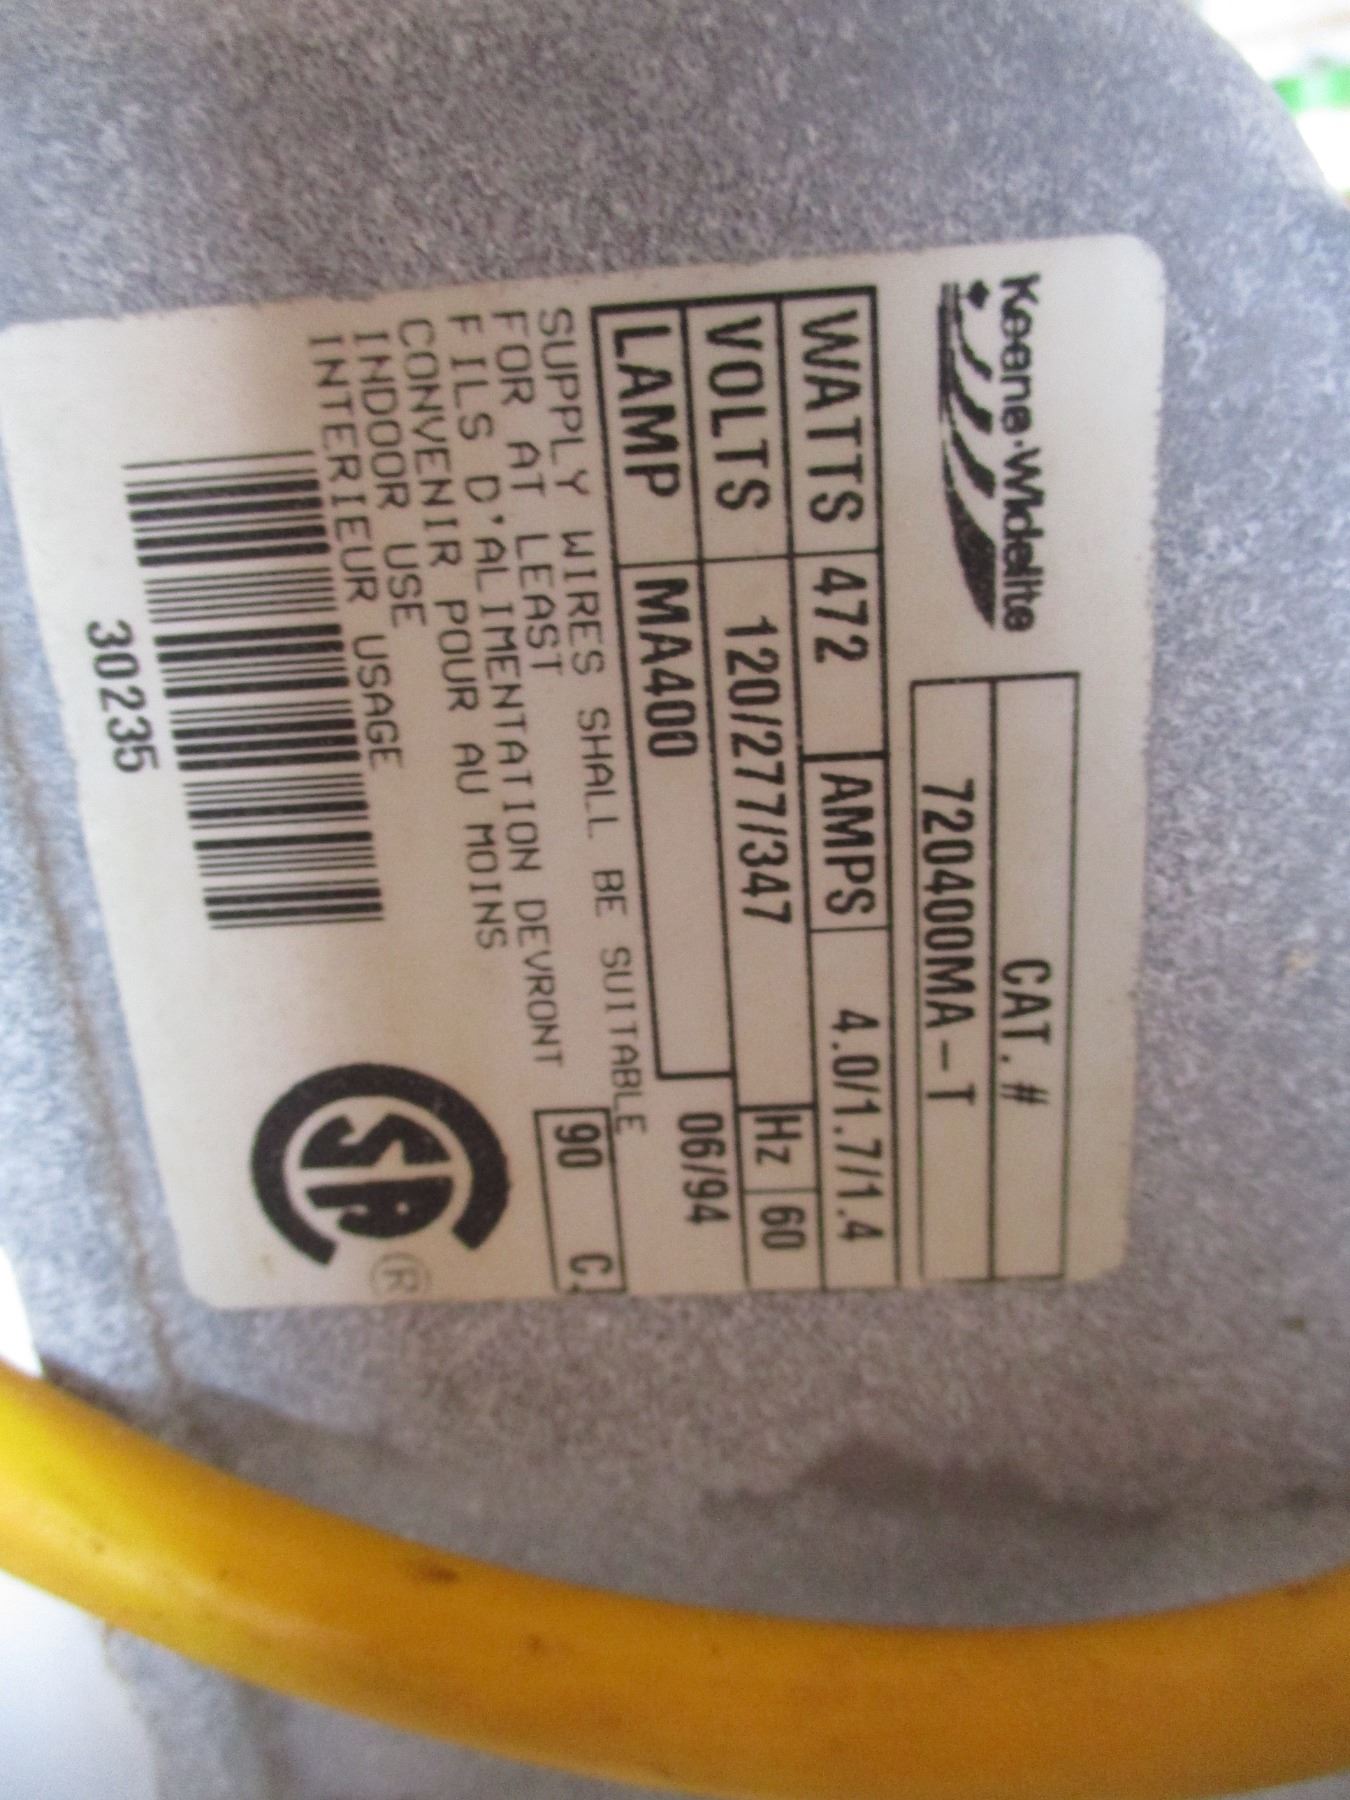 Keene-Widelite
CAT. #
720400MA-T
WATTS 472 AMPS 4.0/1.7/1.4
VOLTS 120/277/347 Hz 60
LAMP MA400 06/94
SUPPLY WIRES SHALL BE SUITABLE
FOR AT LEAST 90 C.
FILS D'ALIMENTATION DEVRONT
CONVENIR POUR AU MOINS
INDOOR USE
INTERIEUR USAGE
30235
SA ®